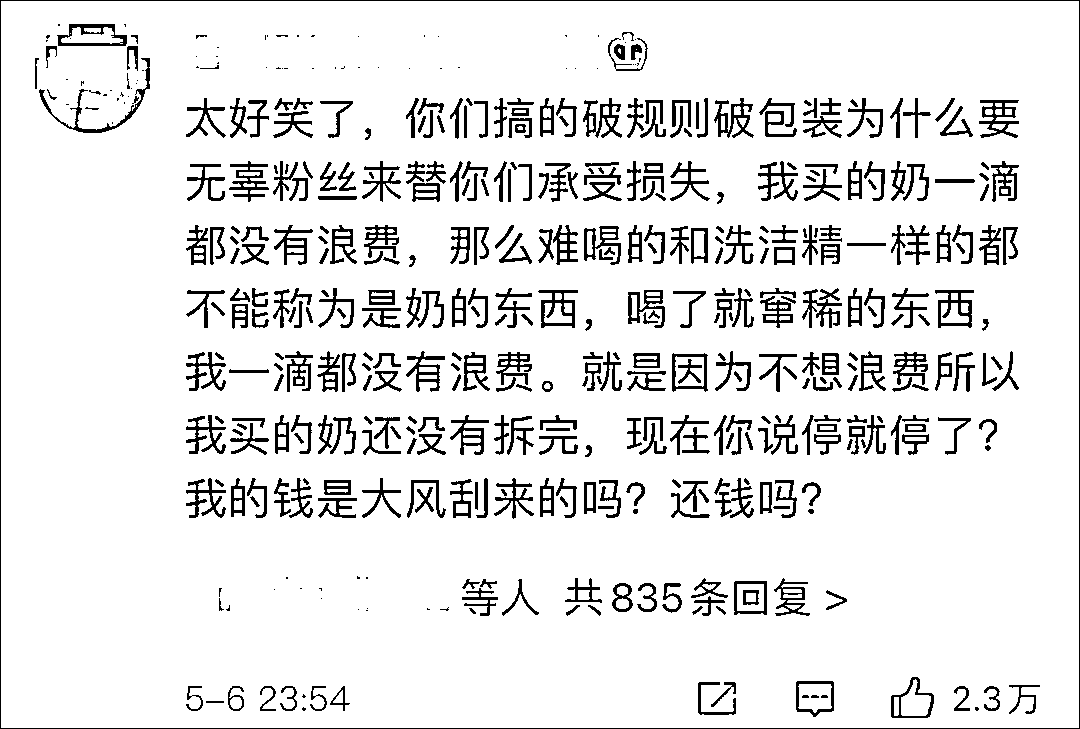 太好笑了，你们搞的破规则破包装为什么要
无辜粉丝来替你们承受损失，我买的奶一滴
都没有浪费，那么难喝的和洗洁精一样的都
不能称为是奶的东西，喝了就窜稀的东西，
我一滴都没有浪费。就是因为不想浪费所以
我买的奶还没有拆完，现在你说停就停了？
我的钱是大风刮来的吗？还钱吗？
等人 共835条回复 >
5-6 23:54 2.3万